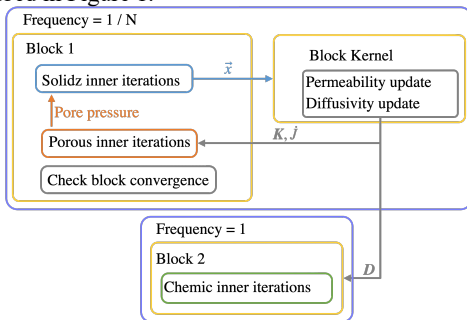 Frequency = 1 / N
Block 1
Solidz inner iterations
x⃗
Block Kernel
Permeability update
Diffusivity update
Pore pressure
Porous inner iterations
K, j
Check block convergence
Frequency = 1
Block 2
D
Chemic inner iterations